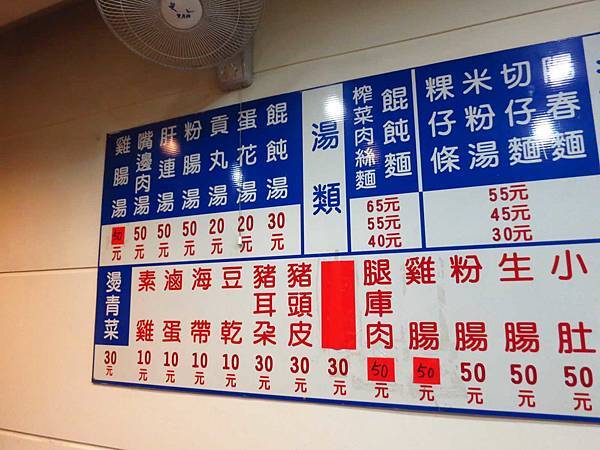 陽春麵
切仔麵
米粉湯
粿仔條
55元
45元
30元
餛飩麵
榨菜肉絲麵
65元
55元
40元
湯類
餛飩湯 30元
蛋花湯 20元
貢丸湯 20元
粉腸湯 50元
肝連湯 50元
嘴邊肉湯 50元
雞腸湯 50元
小肚 50元
生腸 50元
粉腸 50元
雞腸 50元
腿庫肉 50元
30元
豬頭皮 30元
豬耳朵 30元
豆乾 10元
海帶 10元
滷蛋 10元
素雞 10元
燙青菜 30元